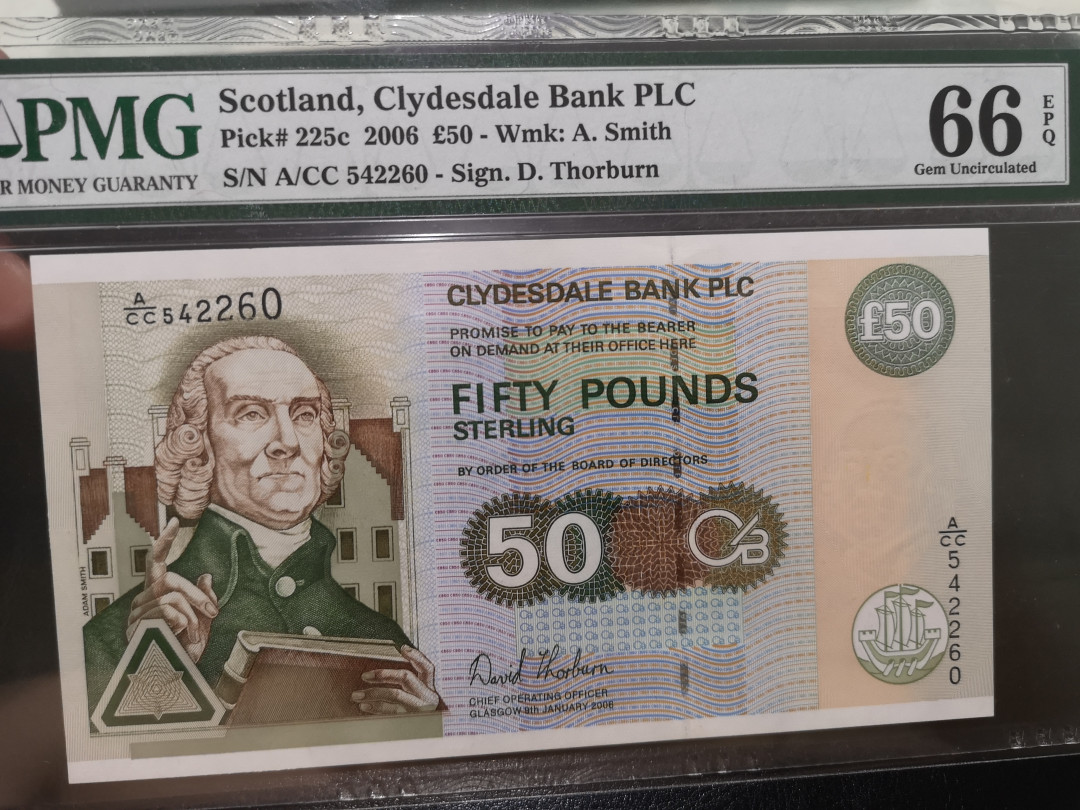 PMG
R MONEY GUARANTY
Scotland, Clydesdale Bank PLC
Pick# 225c 2006 £50 - Wmk: A. Smith
S/N A/CC 542260 - Sign. D. Thorburn
66
EPQ
Gem Uncirculated
A/CC 542260
CLYDESDALE BANK PLC
PROMISE TO PAY TO THE BEARER
ON DEMAND AT THEIR OFFICE HERE
FIFTY POUNDS
STERLING
BY ORDER OF THE BOARD OF DIRECTORS
£50
50
CB
ADAM SMITH
David Thorburn
CHIEF OPERATING OFFICER
GLASGOW 9th JANUARY 2006
A/CC 542260